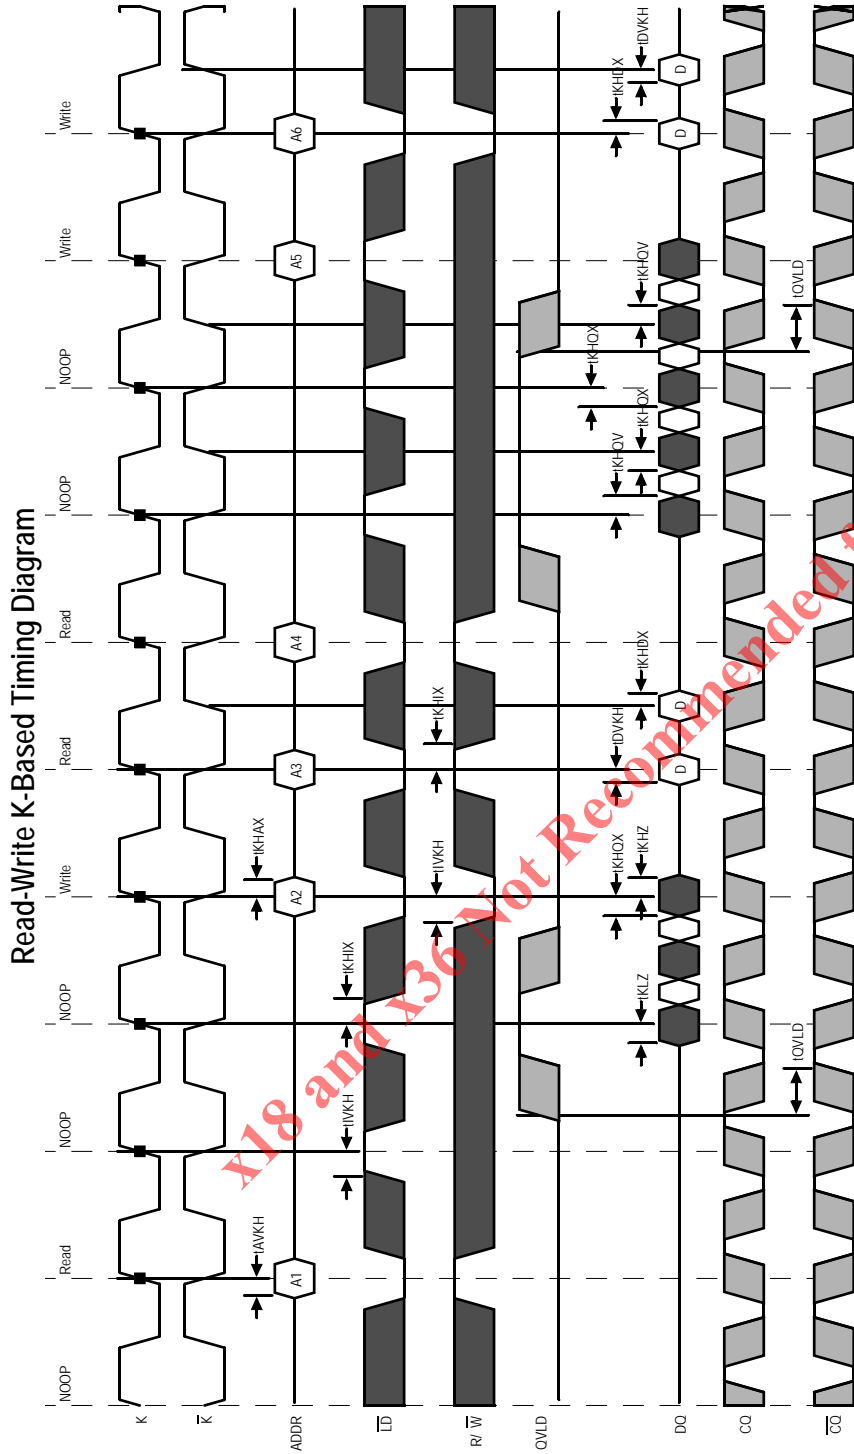 Read-Write K-Based Timing Diagram
NOOP
Read
NOOP
NOOP
Write
Read
Read
NOOP
NOOP
Write
Write
K
K
ADDR
A1
A2
A3
A4
A5
A6
tAVKH
tKHAX
LD
tIVKH
tKHIX
R/ W
tIVKH
tKHIX
QVLD
DQ
tKLZ
tKHQX
tKHZ
tDVKH
tKHDX
tKHQV
tKHQX
tKHQX
tKHQV
tKHDX
tDVKH
D
D
D
D
CQ
tQVLD
tQVLD
CQ
x18 and x36 Not Recommended f